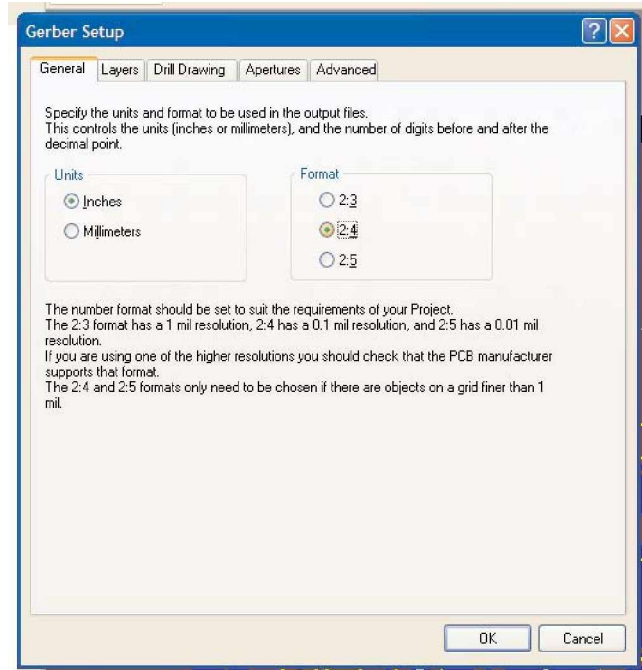 Gerber Setup
General Layers Drill Drawing Apertures Advanced
Specify the units and format to be used in the output files.
This controls the units (inches or millimeters), and the number of digits before and after the
decimal point.
Units
Inches
Millimeters
Format
2:3
2:4
2:5
The number format should be set to suit the requirements of your Project.
The 2:3 format has a 1 mil resolution, 2:4 has a 0.1 mil resolution, and 2:5 has a 0.01 mil
resolution.
If you are using one of the higher resolutions you should check that the PCB manufacturer
supports that format.
The 2:4 and 2:5 formats only need to be chosen if there are objects on a grid finer than 1
mil.
OK Cancel